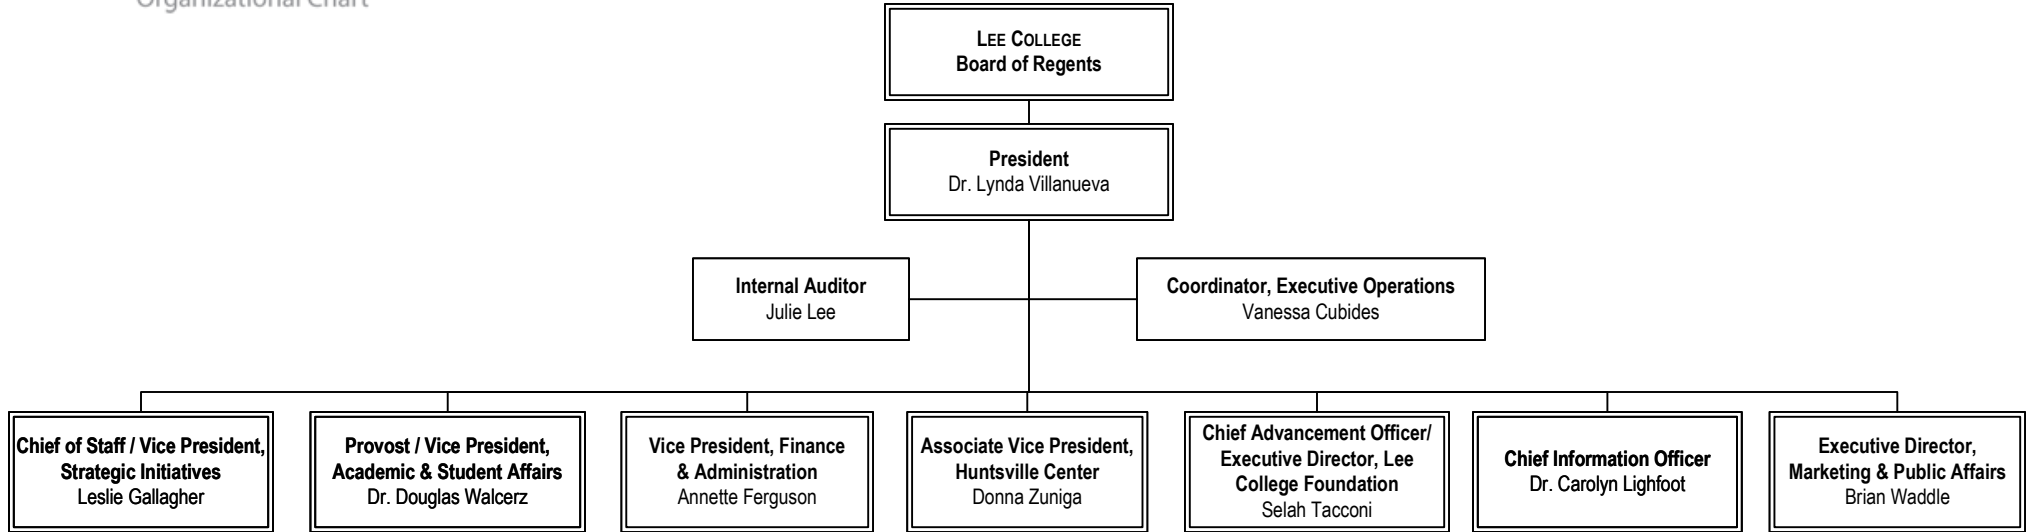 Organizational Chart
LEE COLLEGE
Board of Regents
President
Dr. Lynda Villanueva
Internal Auditor
Julie Lee
Coordinator, Executive Operations
Vanessa Cubides
Chief of Staff / Vice President,
Strategic Initiatives
Leslie Gallagher
Provost / Vice President,
Academic & Student Affairs
Dr. Douglas Walcerz
Vice President, Finance
& Administration
Annette Ferguson
Associate Vice President,
Huntsville Center
Donna Zuniga
Chief Advancement Officer/
Executive Director, Lee
College Foundation
Selah Tacconi
Chief Information Officer
Dr. Carolyn Lighfoot
Executive Director,
Marketing & Public Affairs
Brian Waddle